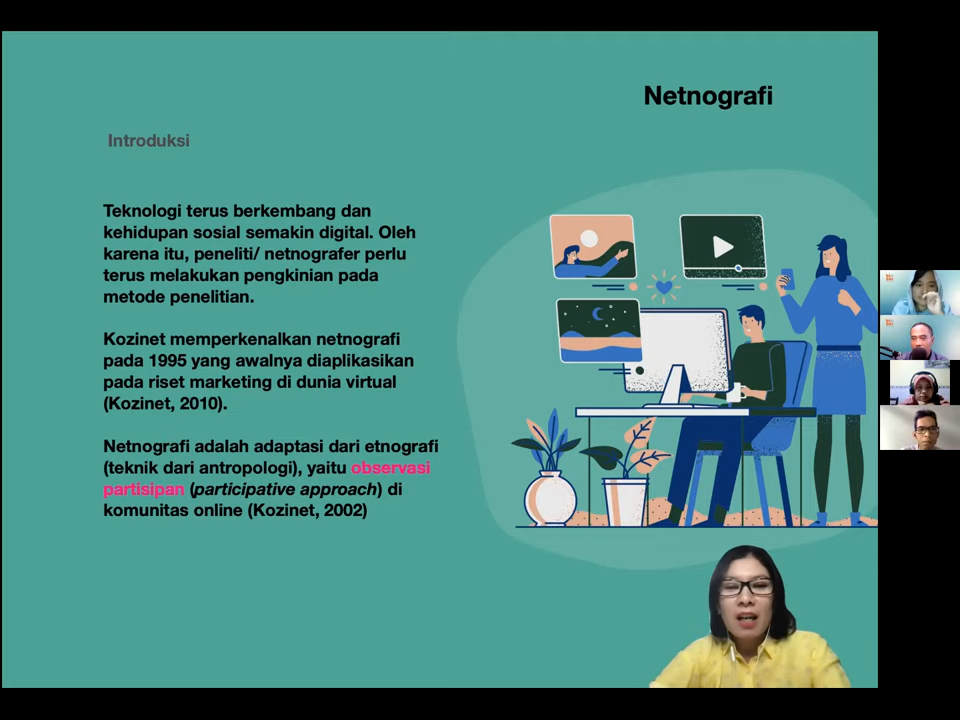 Netnografi
Introduksi
Teknologi terus berkembang dan
kehidupan sosial semakin digital. Oleh
karena itu, peneliti/ netnografer perlu
terus melakukan pengkinian pada
metode penelitian.
Kozinet memperkenalkan netnografi
pada 1995 yang awalnya diaplikasikan
pada riset marketing di dunia virtual
(Kozinet, 2010).
Netnografi adalah adaptasi dari etnografi
(teknik dari antropologi), yaitu observasi
partisipan (participative approach) di
komunitas online (Kozinet, 2002)